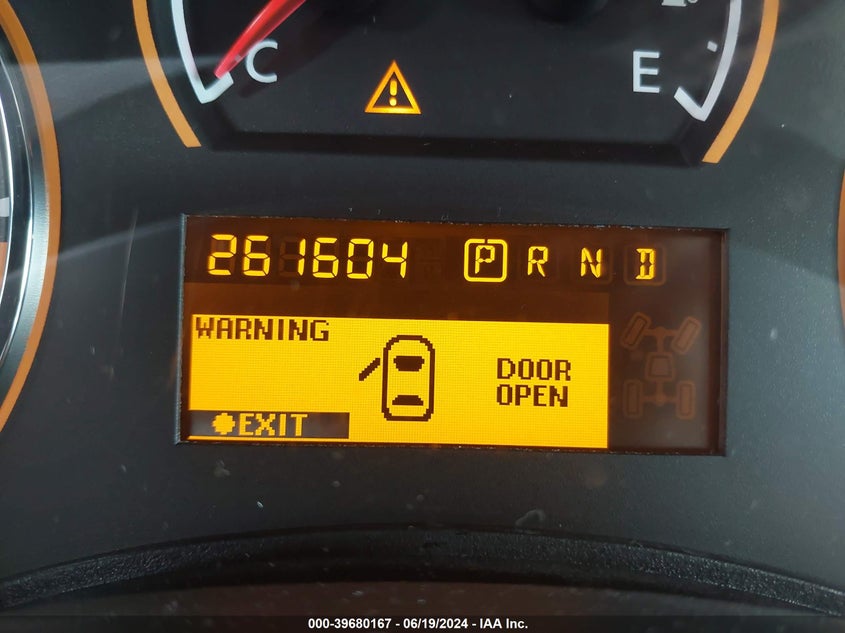 C
E
261604 P R N D
WARNING
DOOR
OPEN
EXIT
000-39680167 - 06/19/2024 - IAA Inc.